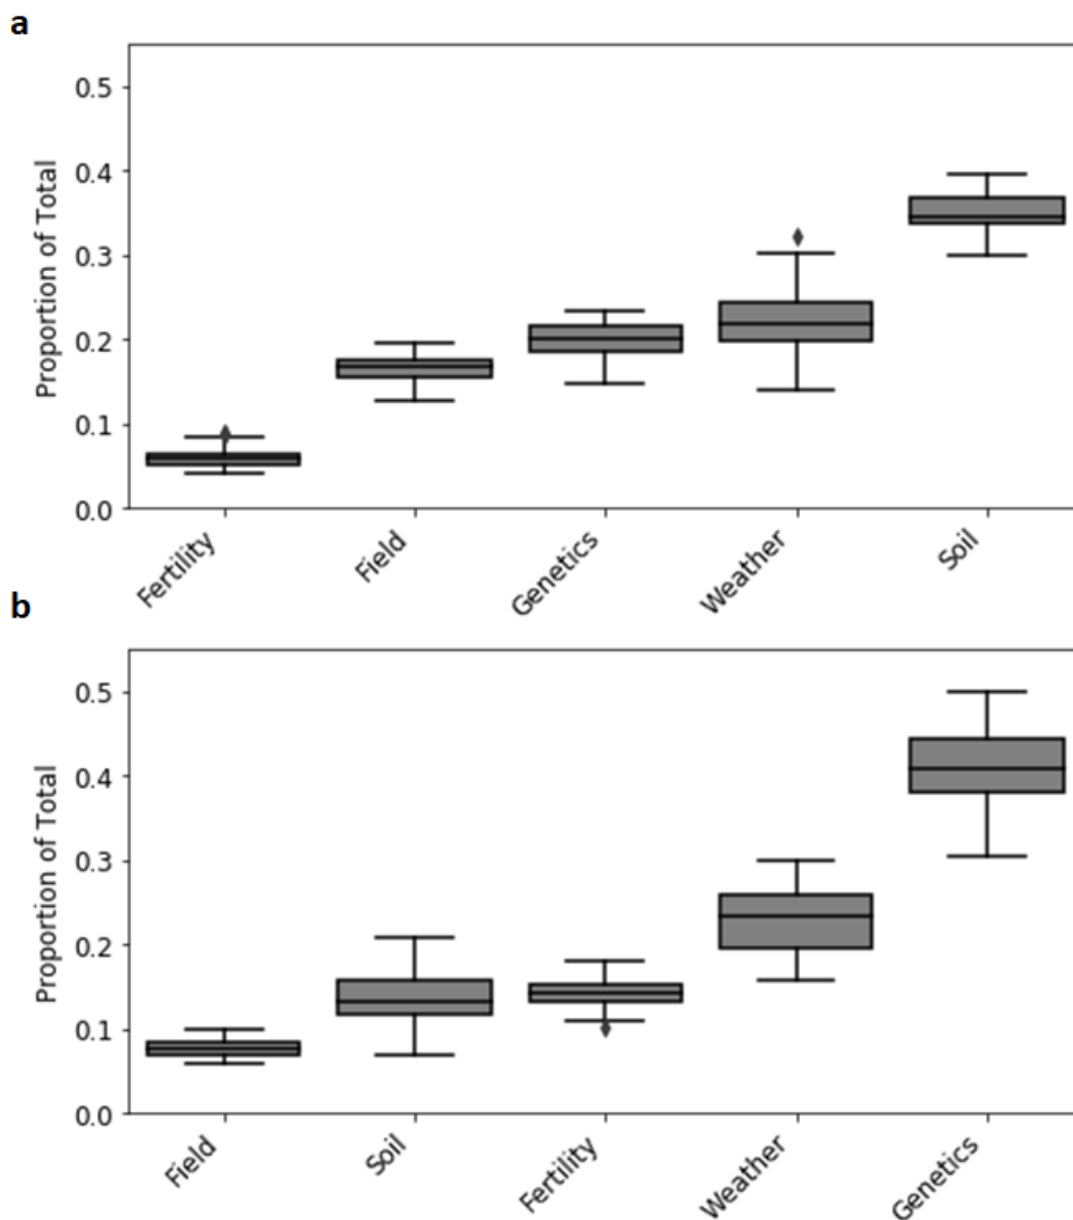 a
Proportion of Total
0.5
0.4
0.3
0.2
0.1
0.0
Fertility
Field
Genetics
Weather
Soil
b
Proportion of Total
0.5
0.4
0.3
0.2
0.1
0.0
Field
Soil
Fertility
Weather
Genetics